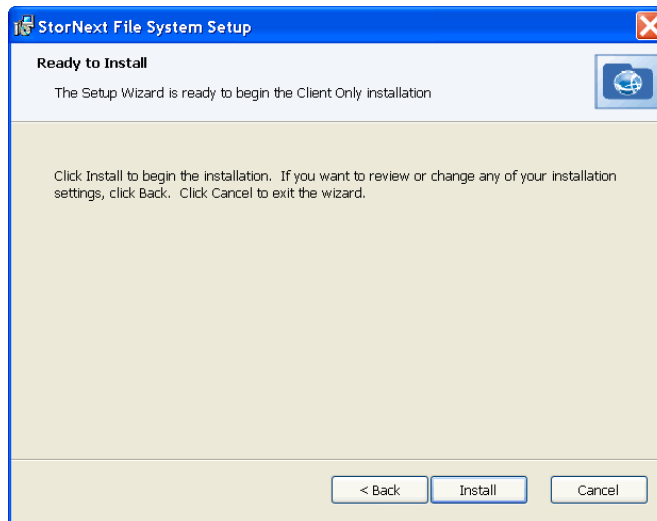 StorNext File System Setup
Ready to Install
The Setup Wizard is ready to begin the Client Only installation
Click Install to begin the installation.  If you want to review or change any of your installation
settings, click Back.  Click Cancel to exit the wizard.
< Back
Install
Cancel